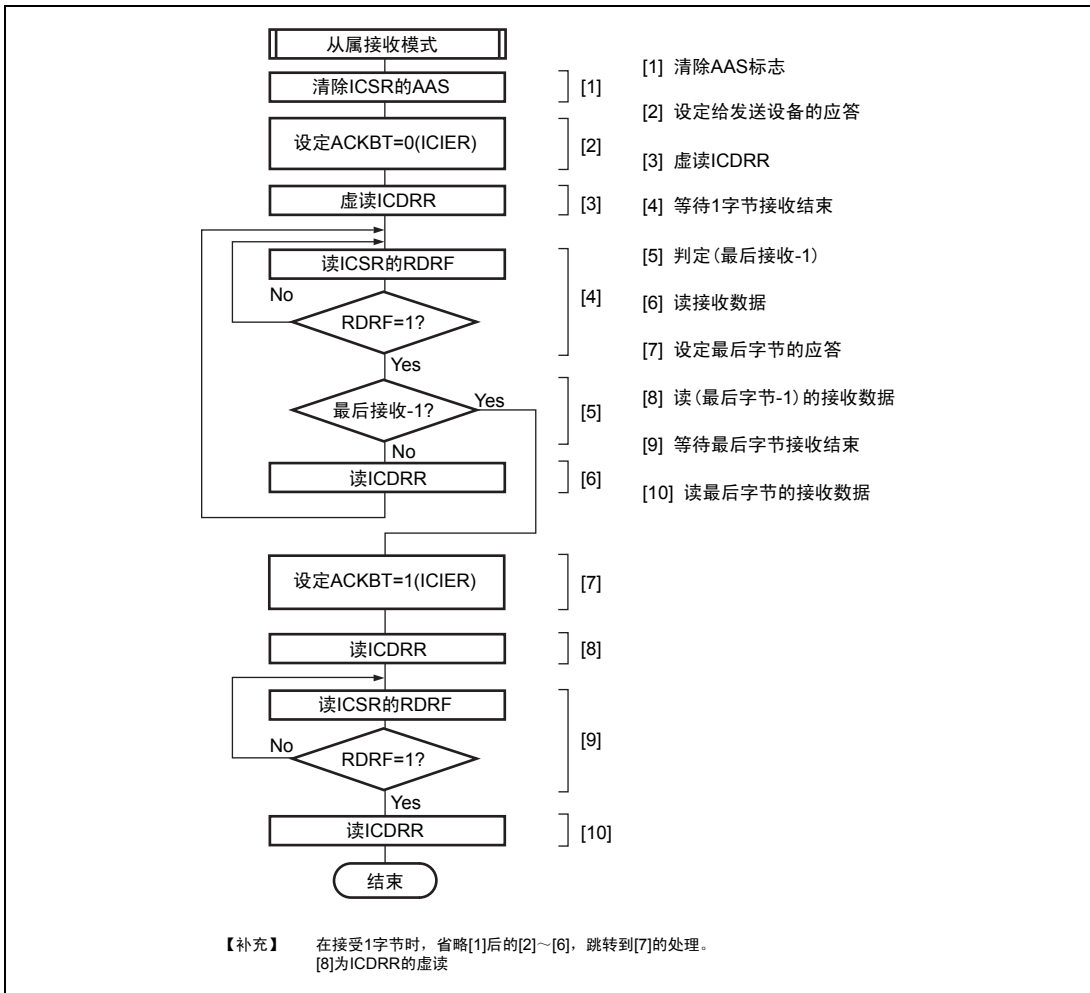 从属接收模式
清除ICSR的AAS
[1]
设定ACKBT=0(ICIER)
[2]
虚读ICDRR
[3]
读ICSR的RDRF
No
[4]
RDRF=1?
Yes
最后接收-1?
Yes
[5]
No
读ICDRR
[6]
设定ACKBT=1(ICIER)
[7]
读ICDRR
[8]
读ICSR的RDRF
No
[9]
RDRF=1?
Yes
读ICDRR
[10]
结束
[1] 清除AAS标志
[2] 设定给发送设备的应答
[3] 虚读ICDRR
[4] 等待1字节接收结束
[5] 判定(最后接收-1)
[6] 读接收数据
[7] 设定最后字节的应答
[8] 读(最后字节-1)的接收数据
[9] 等待最后字节接收结束
[10] 读最后字节的接收数据
【补充】 在接受1字节时，省略[1]后的[2]～[6]，跳转到[7]的处理。
[8]为ICDRR的虚读